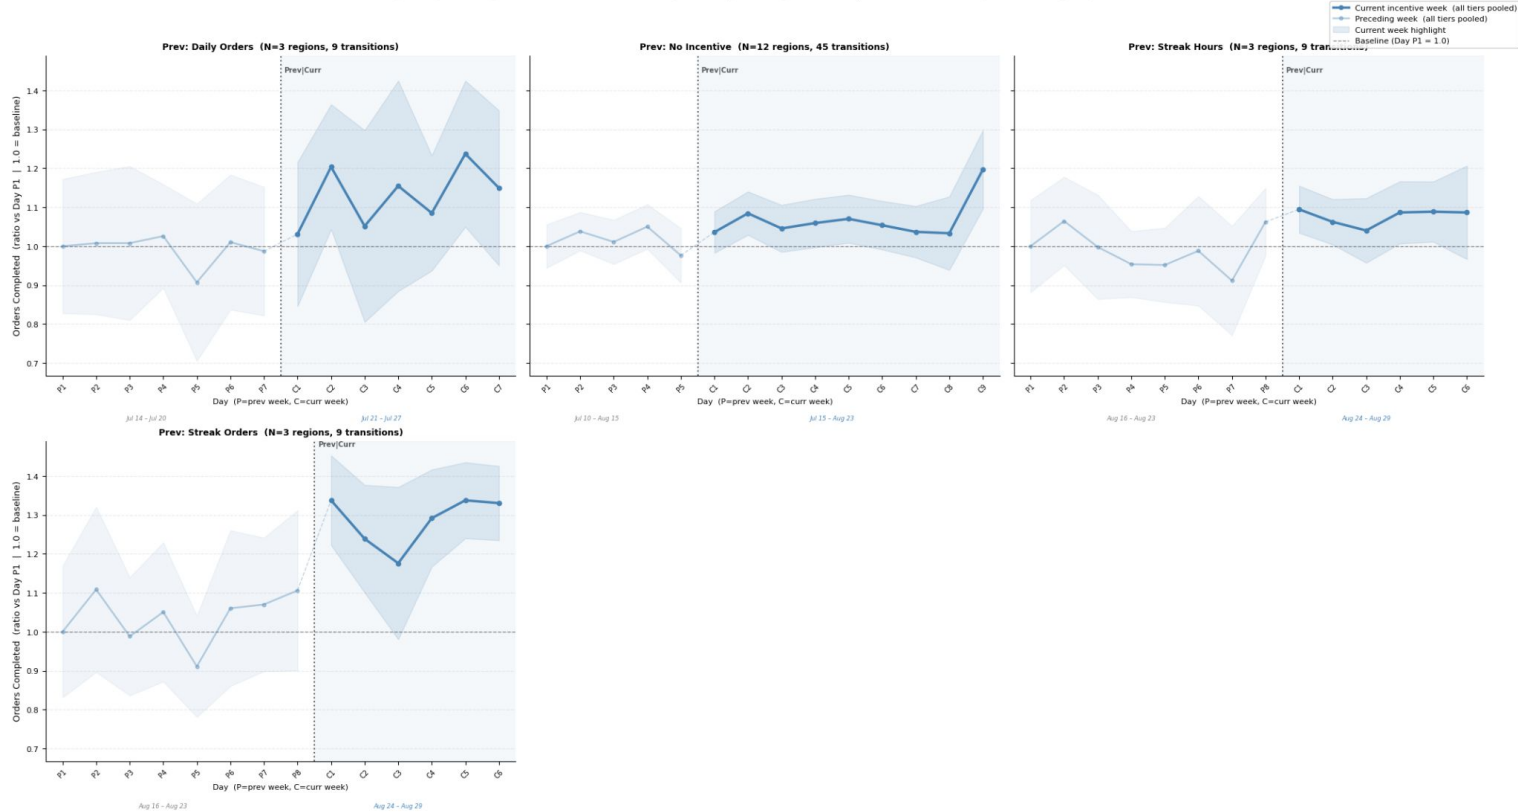 Current incentive week  (all tiers pooled)
Preceding week  (all tiers pooled)
Current week highlight
Baseline (Day P1 = 1.0)
Prev: Daily Orders  (N=3 regions, 9 transitions)
Prev|Curr
Orders Completed  (ratio vs Day P1  |  1.0 = baseline)
1.4
1.3
1.2
1.1
1.0
0.9
0.8
0.7
P1 P2 P3 P4 P5 P6 P7 C1 C2 C3 C4 C5 C6 C7
Day  (P=prev week, C=curr week)
Jul 14 – Jul 20 Jul 21 – Jul 27
Prev: No Incentive  (N=12 regions, 45 transitions)
Prev|Curr
P1 P2 P3 P4 P5 C1 C2 C3 C4 C5 C6 C7 C8 C9
Day  (P=prev week, C=curr week)
Jul 10 – Aug 15 Jul 15 – Aug 23
Prev: Streak Hours  (N=3 regions, 9 transitions)
Prev|Curr
P1 P2 P3 P4 P5 P6 P7 P8 C1 C2 C3 C4 C5 C6
Day  (P=prev week, C=curr week)
Aug 16 – Aug 23 Aug 24 – Aug 29
Prev: Streak Orders  (N=3 regions, 9 transitions)
Prev|Curr
Orders Completed  (ratio vs Day P1  |  1.0 = baseline)
1.4
1.3
1.2
1.1
1.0
0.9
0.8
0.7
P1 P2 P3 P4 P5 P6 P7 P8 C1 C2 C3 C4 C5 C6
Day  (P=prev week, C=curr week)
Aug 16 – Aug 23 Aug 24 – Aug 29